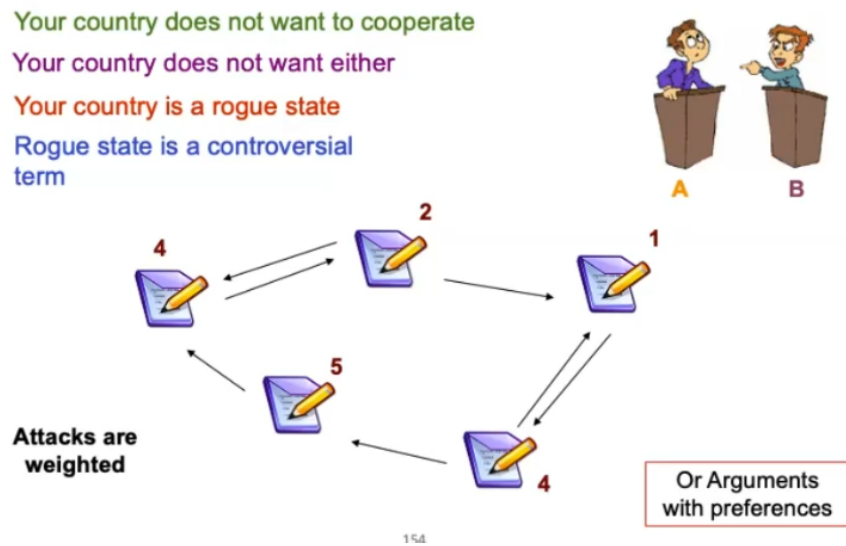 Your country does not want to cooperate
Your country does not want either
Your country is a rogue state
Rogue state is a controversial
term
A
B
2
4
1
5
4
Attacks are
weighted
Or Arguments
with preferences
154